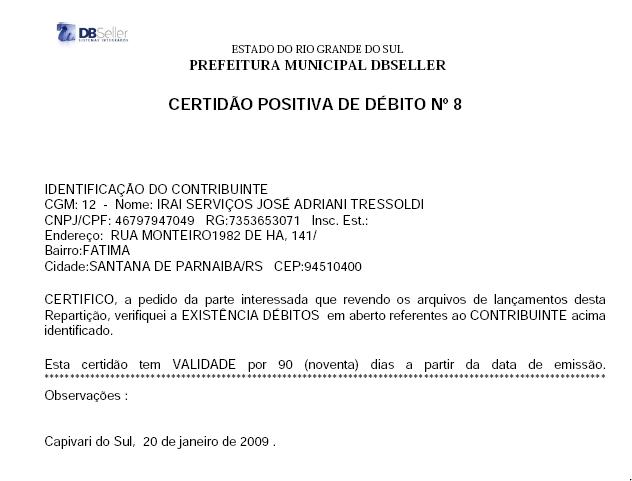 DBSeller
SISTEMAS INTEGRADOS
ESTADO DO RIO GRANDE DO SUL
PREFEITURA MUNICIPAL DBSELLER
CERTIDÃO POSITIVA DE DÉBITO Nº 8
IDENTIFICAÇÃO DO CONTRIBUINTE
CGM: 12 - Nome: IRAI SERVIÇOS JOSÉ ADRIANI TRESSOLDI
CNPJ/CPF: 46797947049 RG:7353653071 Insc. Est.:
Endereço: RUA MONTEIRO1982 DE HA, 141/
Bairro:FATIMA
Cidade:SANTANA DE PARNAIBA/RS CEP:94510400
CERTIFICO, a pedido da parte interessada que revendo os arquivos de lançamentos desta
Repartição, verifiquei a EXISTÊNCIA DÉBITOS em aberto referentes ao CONTRIBUINTE acima
identificado.
Esta certidão tem VALIDADE por 90 (noventa) dias a partir da data de emissão.
******************************************************************************************************************
Observações :
Capivari do Sul, 20 de janeiro de 2009 .
.